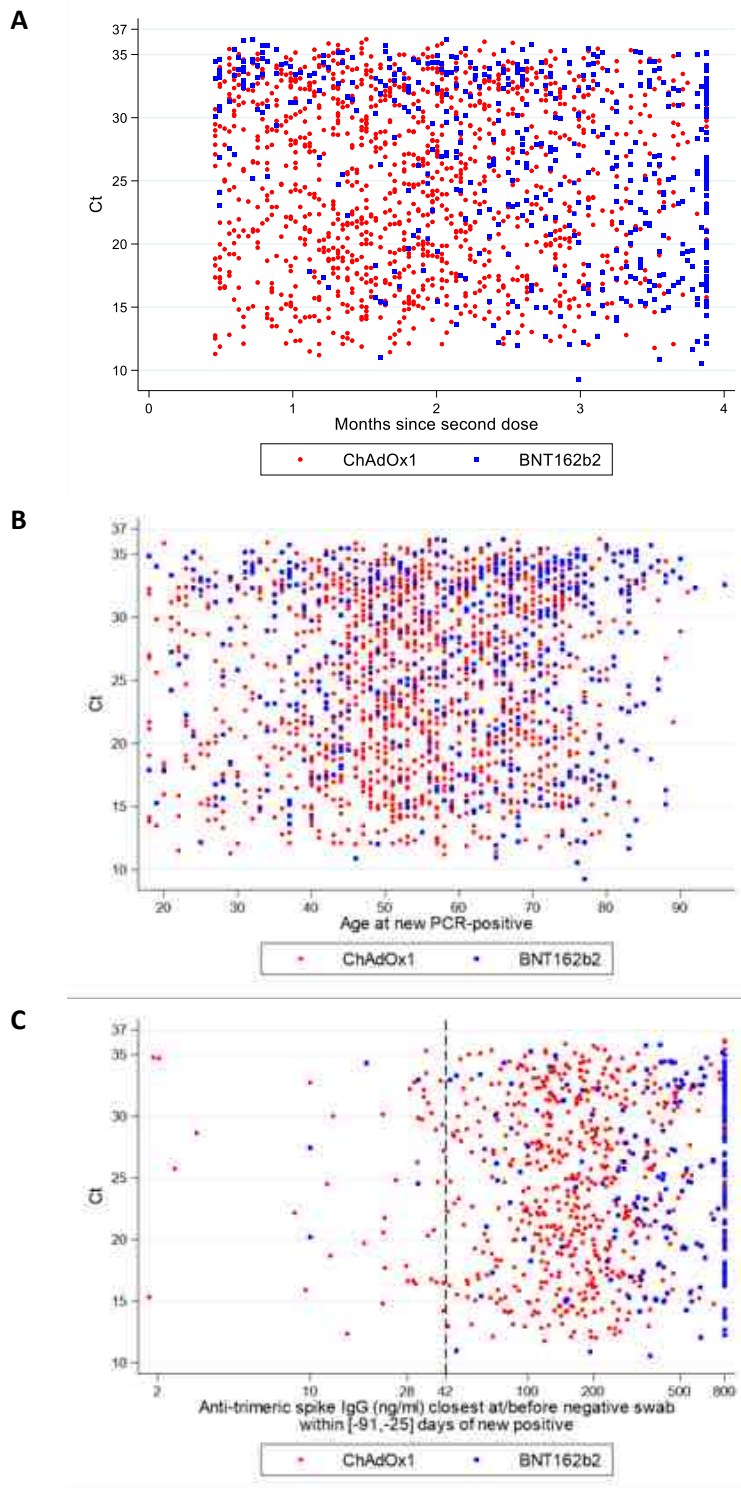 A
37
35
30
25
20
15
10
Ct
0 1 2 3 4
Months since second dose
ChAdOx1 BNT162b2
B
37
35
30
25
20
15
10
Ct
20 30 40 50 60 70 80 90
Age at new PCR-positive
ChAdOx1 BNT162b2
C
37
35
30
25
20
15
10
Ct
2 10 28 42 100 200 500 800
Anti-trimeric spike IgG (ng/ml) closest at/before negative swab
within [-91,-25] days of new positive
ChAdOx1 BNT162b2